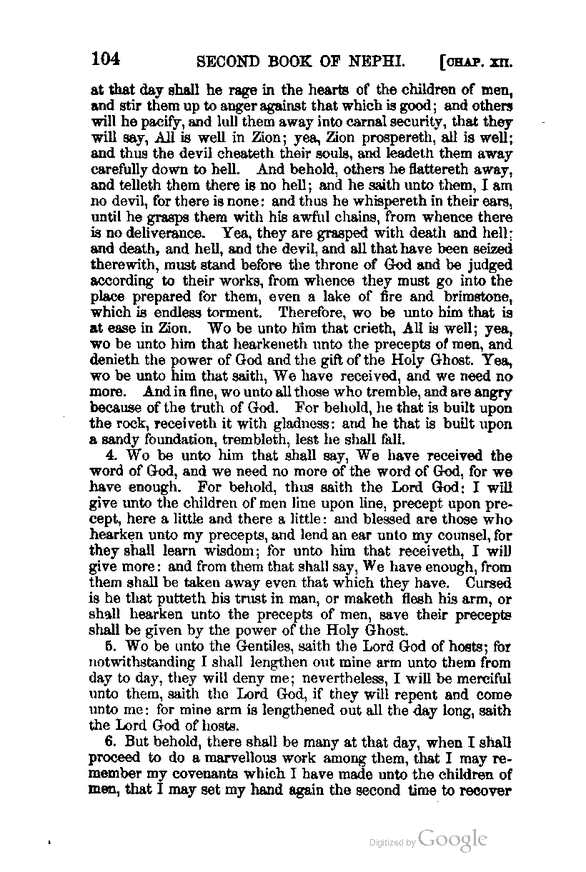 104 SECOND BOOK OF NEPHI. [CHAP. XII.
at that day shall he rage in the hearts of the children of men,
and stir them up to anger against that which is good; and others
will he pacify, and lull them away into carnal security, that they
will say, All is well in Zion; yea, Zion prospereth, all is well;
and thus the devil cheateth their souls, and leadeth them away
carefully down to hell. And behold, others he flattereth away,
and telleth them there is no hell; and he saith unto them, I am
no devil, for there is none: and thus he whispereth in their ears,
until he grasps them with his awful chains, from whence there
is no deliverance. Yea, they are grasped with death and hell;
and death, and hell, and the devil, and all that have been seized
therewith, must stand before the throne of God and be judged
according to their works, from whence they must go into the
place prepared for them, even a lake of fire and brimstone,
which is endless torment. Therefore, wo be unto him that is
at ease in Zion. Wo be unto him that crieth, All is well; yea,
wo be unto him that hearkeneth unto the precepts of men, and
denieth the power of God and the gift of the Holy Ghost. Yea,
wo be unto him that saith, We have received, and we need no
more. And in fine, wo unto all those who tremble, and are angry
because of the truth of God. For behold, he that is built upon
the rock, receiveth it with gladness: and he that is built upon
a sandy foundation, trembleth, lest he shall fall.
4. Wo be unto him that shall say, We have received the
word of God, and we need no more of the word of God, for we
have enough. For behold, thus saith the Lord God: I will
give unto the children of men line upon line, precept upon pre-
cept, here a little and there a little: and blessed are those who
hearken unto my precepts, and lend an ear unto my counsel, for
they shall learn wisdom; for unto him that receiveth, I will
give more: and from them that shall say, We have enough, from
them shall be taken away even that which they have. Cursed
is he that putteth his trust in man, or maketh flesh his arm, or
shall hearken unto the precepts of men, save their precepts
shall be given by the power of the Holy Ghost.
5. Wo be unto the Gentiles, saith the Lord God of hosts; for
notwithstanding I shall lengthen out mine arm unto them from
day to day, they will deny me; nevertheless, I will be merciful
unto them, saith the Lord God, if they will repent and come
unto me: for mine arm is lengthened out all the day long, saith
the Lord God of hosts.
6. But behold, there shall be many at that day, when I shall
proceed to do a marvellous work among them, that I may re-
member my covenants which I have made unto the children of
men, that I may set my hand again the second time to recover
Digitized by Google